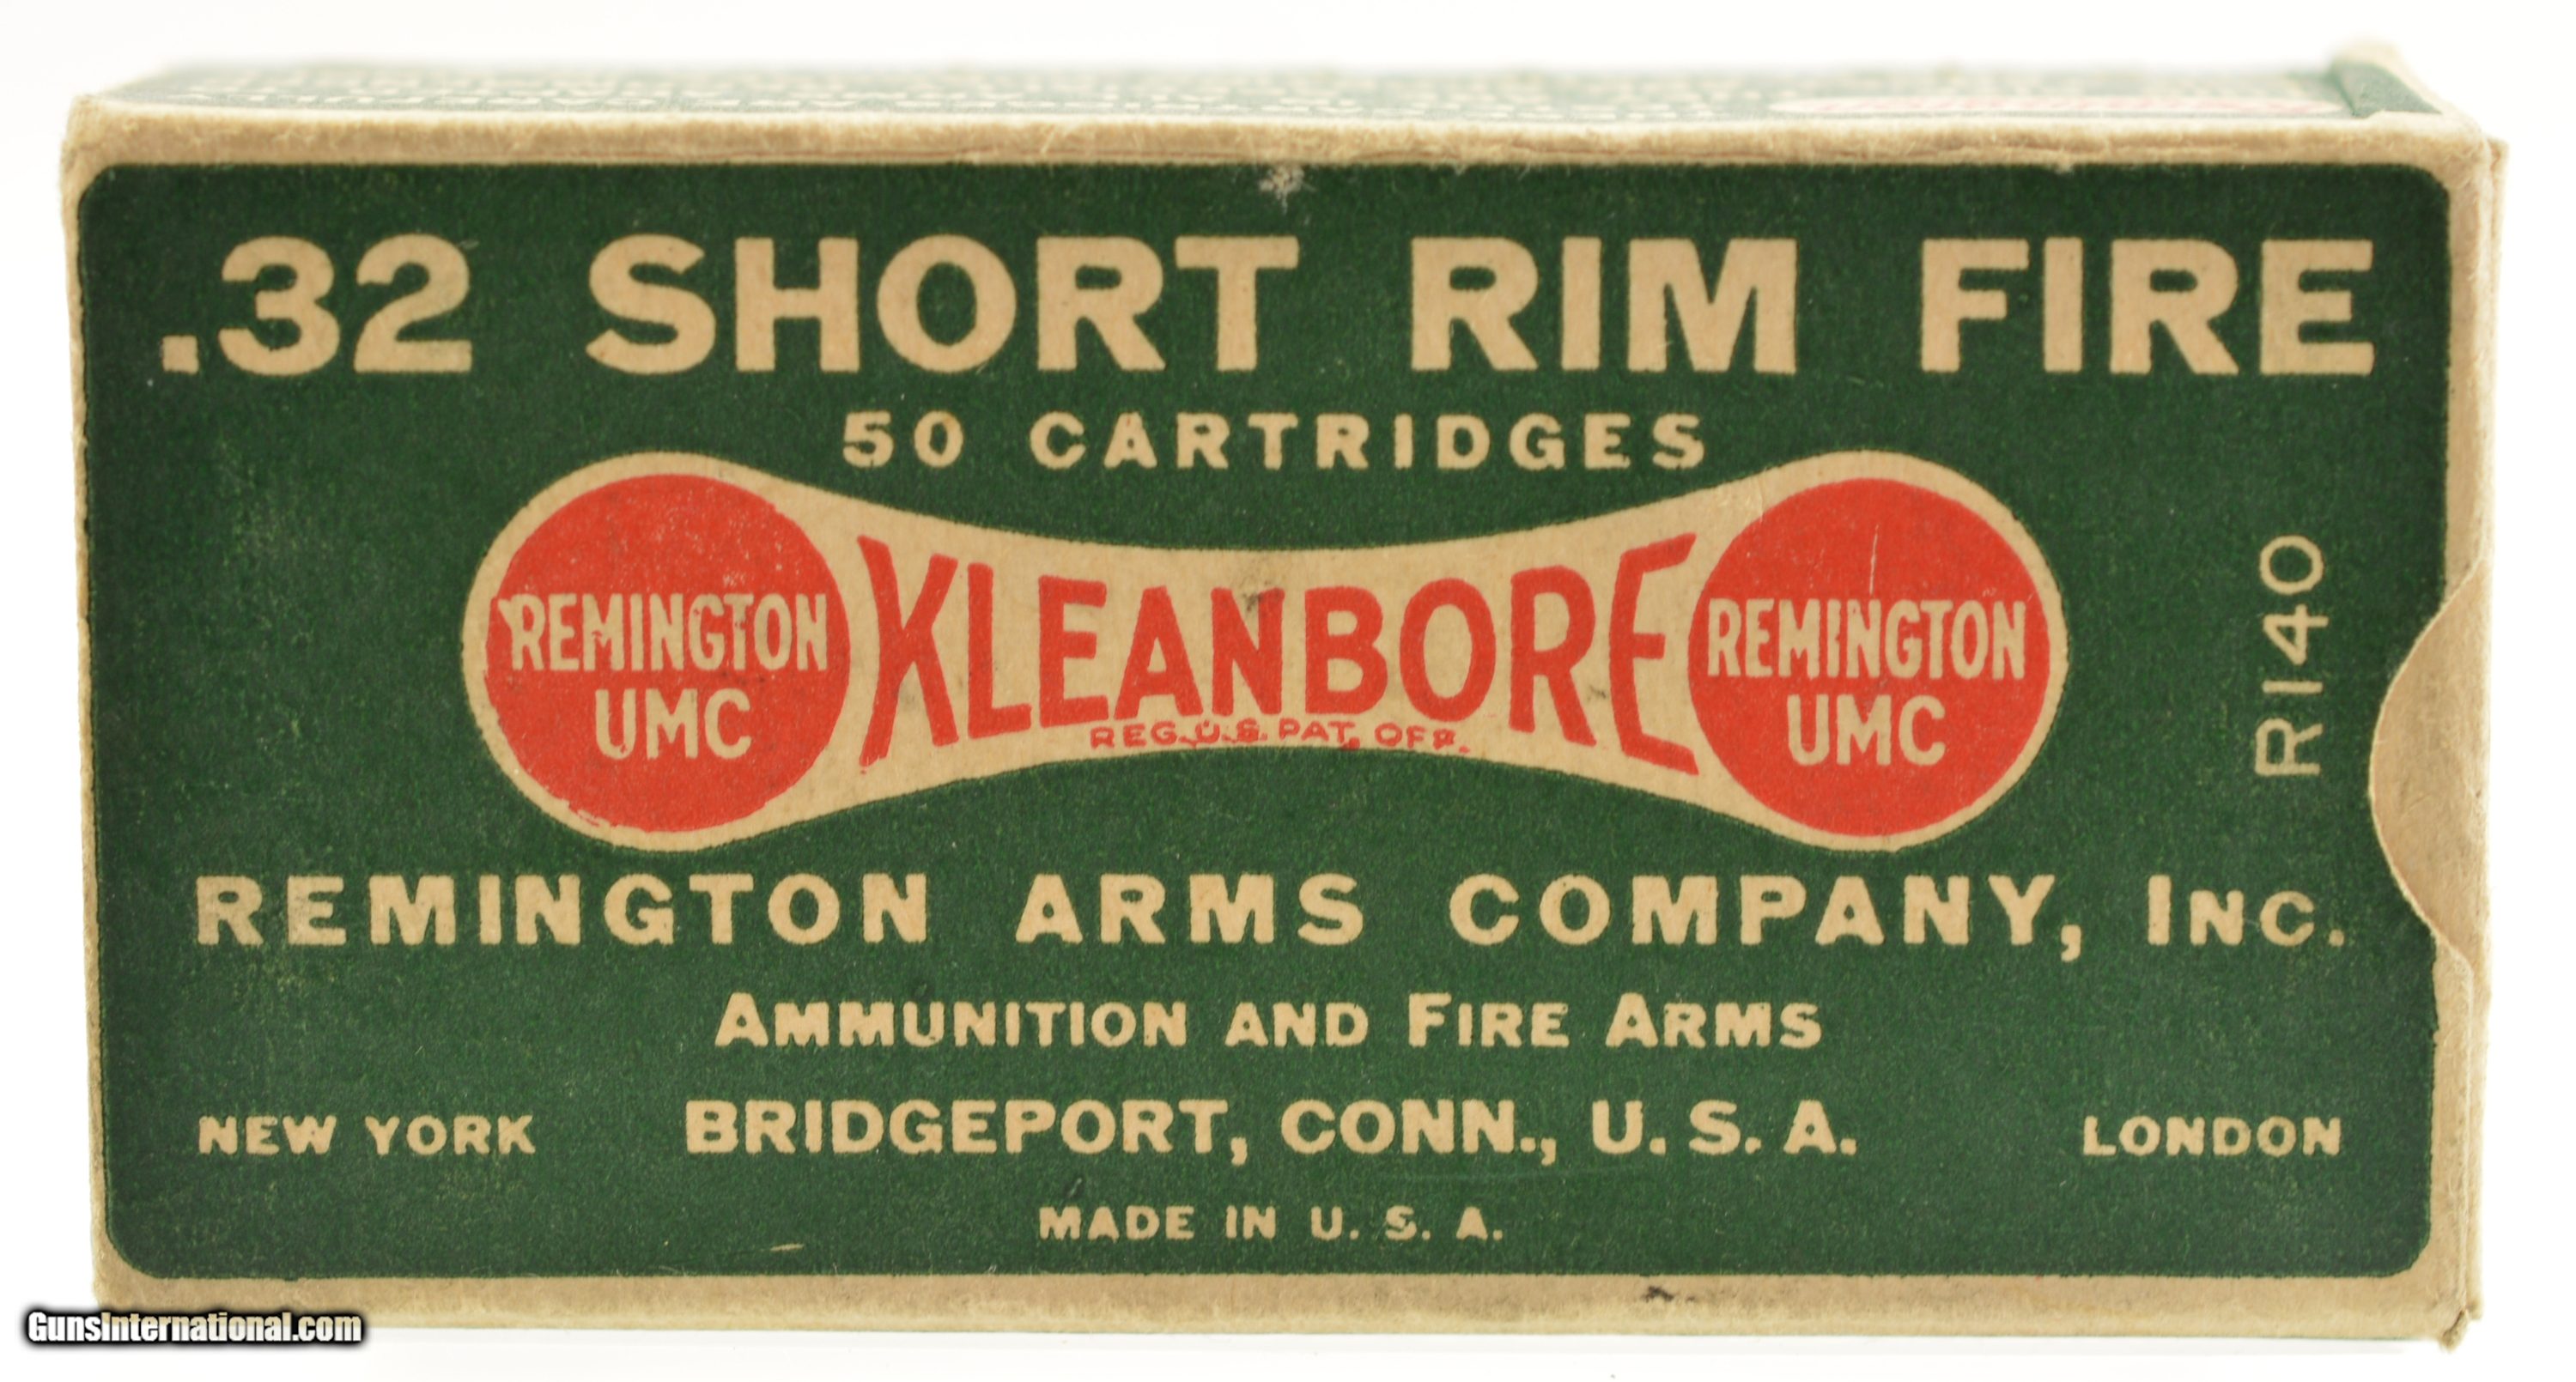 .32 SHORT RIM FIRE
50 CARTRIDGES
REMINGTON
UMC
KLEANBORE
REG. U.S. PAT. OFF.
REMINGTON
UMC
R140
REMINGTON ARMS COMPANY, INC.
AMMUNITION AND FIRE ARMS
NEW YORK
BRIDGEPORT, CONN., U. S. A.
LONDON
MADE IN U. S. A.
GunsInternational.com